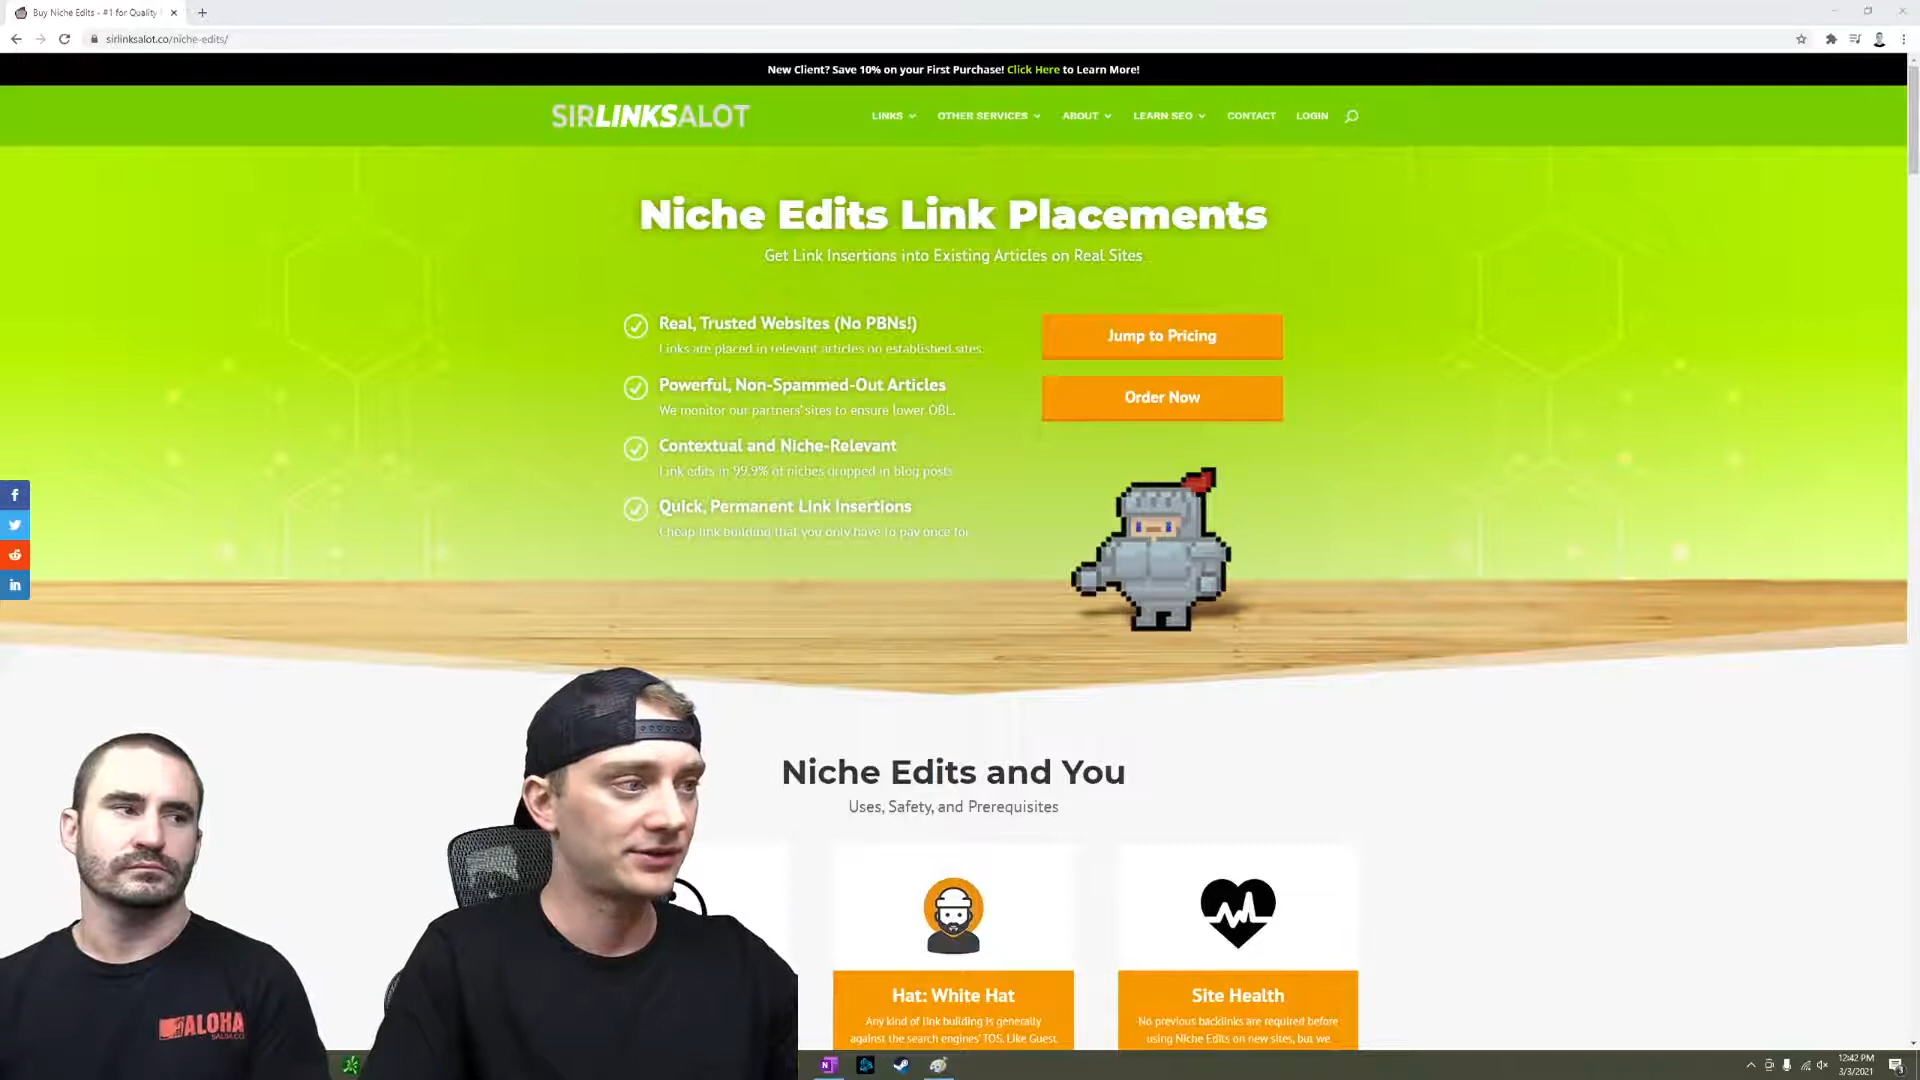 Buy Niche Edits - #1 for Quality
sirlinksalot.co/niche-edits/
New Client? Save 10% on your First Purchase! Click Here to Learn More!
SIRLINKSALOT
LINKS
OTHER SERVICES
ABOUT
LEARN SEO
CONTACT
LOGIN
Niche Edits Link Placements
Get Link Insertions into Existing Articles on Real Sites
Real, Trusted Websites (No PBNs!)
Links are placed in relevant articles on established sites.
Powerful, Non-Spammed-Out Articles
We monitor our partners' sites to ensure lower OBL.
Contextual and Niche-Relevant
Link edits in 99.9% of niches dropped in blog posts
Quick, Permanent Link Insertions
Cheap link building that you only have to pay once for
Jump to Pricing
Order Now
Niche Edits and You
Uses, Safety, and Prerequisites
Hat: White Hat
Any kind of link building is generally
against the search engines' TOS. Like Guest
Site Health
No previous backlinks are required before
using Niche Edits on new sites, but we
ALOHA
12:42 PM
3/3/2021